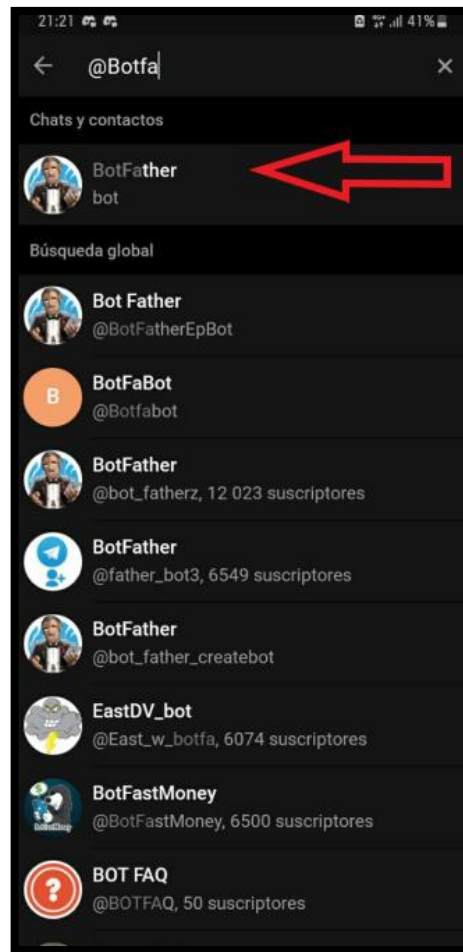 21:21 41%
@Botfa
Chats y contactos
BotFather
bot
Búsqueda global
Bot Father
@BotFatherEpBot
B
BotFaBot
@Botfabot
BotFather
@bot_fatherz, 12 023 suscriptores
BotFather
@father_bot3, 6549 suscriptores
BotFather
@bot_father_createbot
EastDV_bot
@East_w_botfa, 6074 suscriptores
BotFastMoney
@BotFastMoney, 6500 suscriptores
BOT FAQ
@BOTFAQ, 50 suscriptores